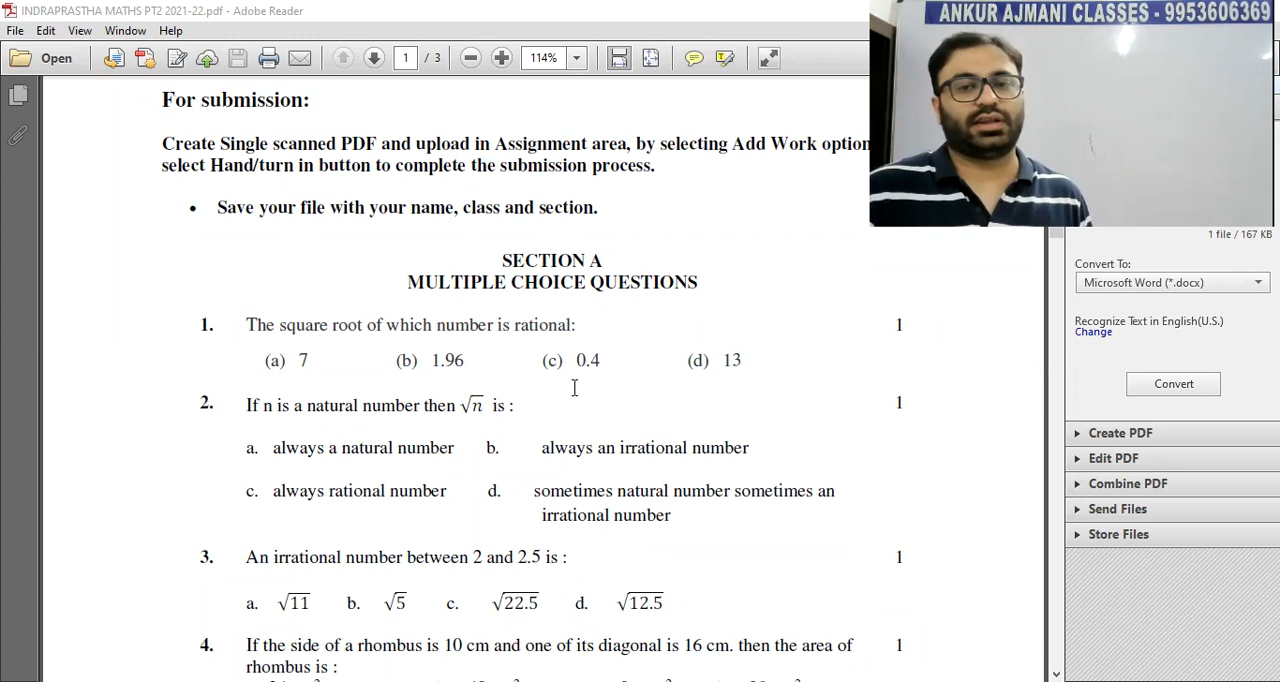 INDRAPRASTHA MATHS PT2 2021-22.pdf - Adobe Reader
File Edit View Window Help
Open 1 / 3 114%
ANKUR AJMANI CLASSES - 9953606369
For submission:
Create Single scanned PDF and upload in Assignment area, by selecting Add Work option
select Hand/turn in button to complete the submission process.
• Save your file with your name, class and section.
SECTION A
MULTIPLE CHOICE QUESTIONS
1. The square root of which number is rational: 1
(a) 7 (b) 1.96 (c) 0.4 (d) 13
2. If n is a natural number then √n is : 1
a. always a natural number b. always an irrational number
c. always rational number d. sometimes natural number sometimes an
irrational number
3. An irrational number between 2 and 2.5 is : 1
a. √11 b. √5 c. √22.5 d. √12.5
4. If the side of a rhombus is 10 cm and one of its diagonal is 16 cm. then the area of 1
rhombus is :
1 file / 167 KB
Convert To:
Microsoft Word (*.docx)
Recognize Text in English(U.S.)
Change
Convert
Create PDF
Edit PDF
Combine PDF
Send Files
Store Files